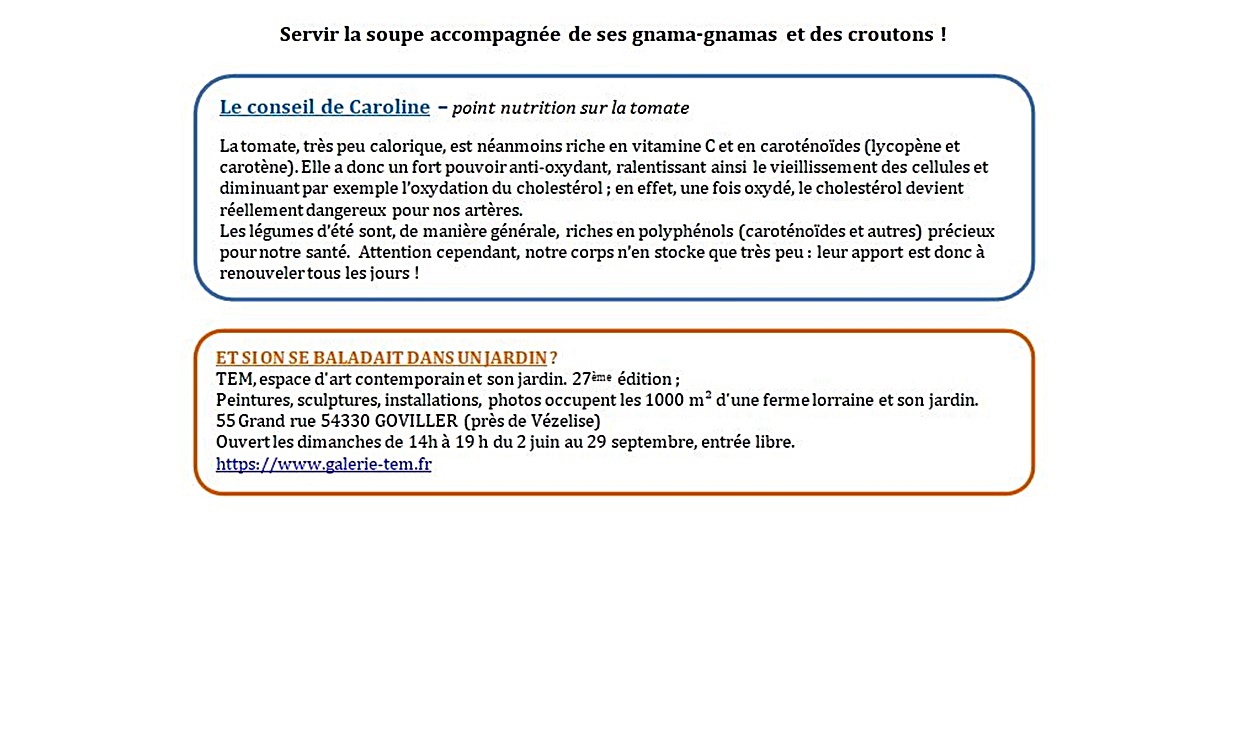 Servir la soupe accompagnée de ses gnama-gnamas et des croutons !
Le conseil de Caroline – point nutrition sur la tomate
La tomate, très peu calorique, est néanmoins riche en vitamine C et en caroténoïdes (lycopène et
carotène). Elle a donc un fort pouvoir anti-oxydant, ralentissant ainsi le vieillissement des cellules et
diminuant par exemple l'oxydation du cholestérol ; en effet, une fois oxydé, le cholestérol devient
réellement dangereux pour nos artères.
Les légumes d'été sont, de manière générale, riches en polyphénols (caroténoïdes et autres) précieux
pour notre santé. Attention cependant, notre corps n'en stocke que très peu : leur apport est donc à
renouveler tous les jours !
ET SI ON SE BALADAIT DANS UN JARDIN ?
TEM, espace d'art contemporain et son jardin. 27ème édition ;
Peintures, sculptures, installations, photos occupent les 1000 m² d'une ferme lorraine et son jardin.
55 Grand rue 54330 GOVILLER (près de Vézelise)
Ouvert les dimanches de 14h à 19 h du 2 juin au 29 septembre, entrée libre.
https://www.galerie-tem.fr